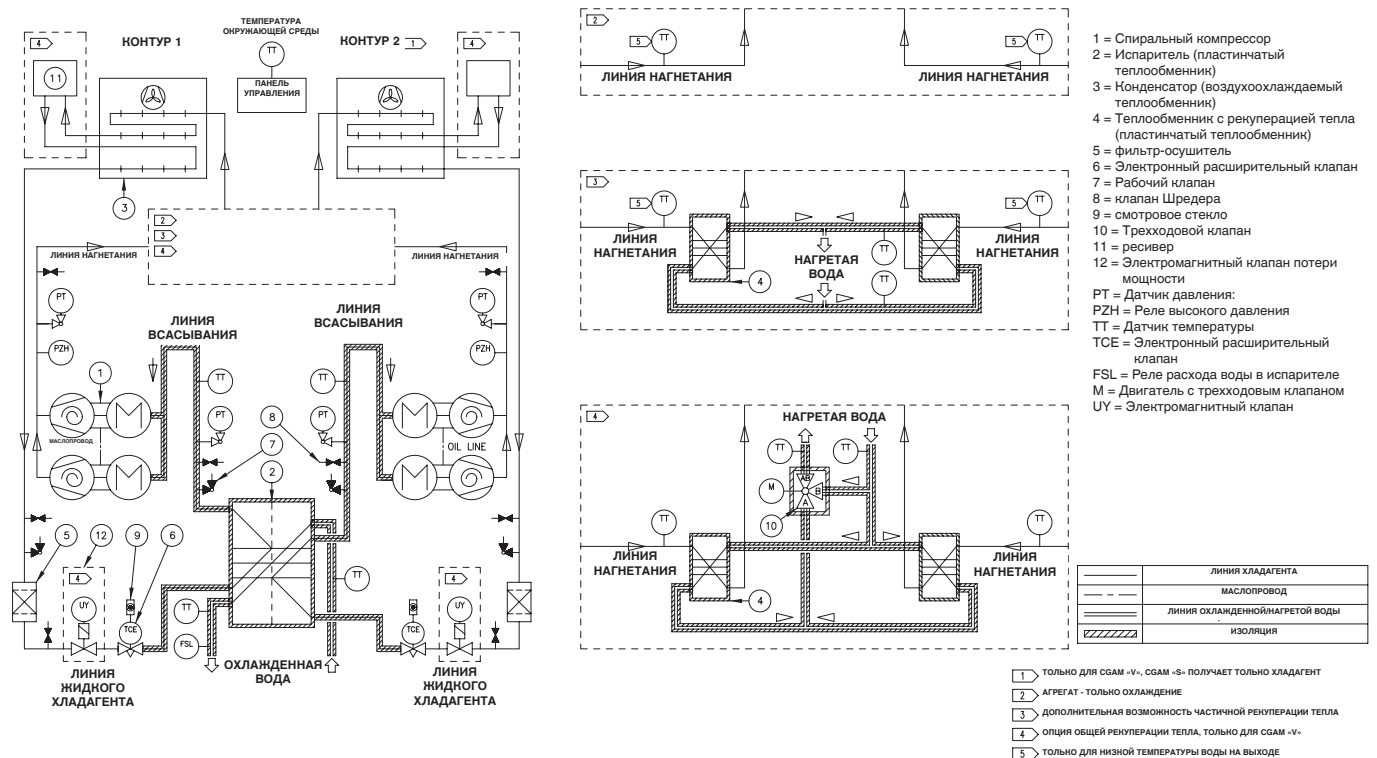 ТЕМПЕРАТУРА
ОКРУЖАЮЩЕЙ СРЕДЫ
TT
ПАНЕЛЬ
УПРАВЛЕНИЯ
4
КОНТУР 1
КОНТУР 2
1
4
11
3
2
3
4
ЛИНИЯ НАГНЕТАНИЯ
ЛИНИЯ НАГНЕТАНИЯ
PT
PT
PZH
PZH
ЛИНИЯ
ВСАСЫВАНИЯ
ЛИНИЯ
ВСАСЫВАНИЯ
1
TT
TT
M
M
PT
PT
8
МАСЛОПРОВОД
OIL LINE
M
M
7
2
5
12
9
6
4
UY
TCE
TT
FSL
TT
TCE
4
UY
ОХЛАЖДЕННАЯ
ВОДА
ЛИНИЯ
ЖИДКОГО
ХЛАДАГЕНТА
ЛИНИЯ
ЖИДКОГО
ХЛАДАГЕНТА
2
5
TT
5
TT
ЛИНИЯ НАГНЕТАНИЯ
ЛИНИЯ НАГНЕТАНИЯ
3
5
TT
5
TT
ЛИНИЯ
НАГНЕТАНИЯ
ЛИНИЯ
НАГНЕТАНИЯ
TT
НАГРЕТАЯ
ВОДА
TT
4
4
НАГРЕТАЯ ВОДА
TT
TT
AB
B
A
M
10
TT
TT
ЛИНИЯ
НАГНЕТАНИЯ
ЛИНИЯ
НАГНЕТАНИЯ
4
1 = Спиральный компрессор
2 = Испаритель (пластинчатый
теплообменник)
3 = Конденсатор (воздухоохлаждаемый
теплообменник)
4 = Теплообменник с рекуперацией тепла
(пластинчатый теплообменник)
5 = фильтр-осушитель
6 = Электронный расширительный клапан
7 = Рабочий клапан
8 = клапан Шредера
9 = смотровое стекло
10 = Трехходовой клапан
11 = ресивер
12 = Электромагнитный клапан потери
мощности
PT = Датчик давления:
PZH = Реле высокого давления
TT = Датчик температуры
TCE = Электронный расширительный
клапан
FSL = Реле расхода воды в испарителе
M = Двигатель с трехходовым клапаном
UY = Электромагнитный клапан
ЛИНИЯ ХЛАДАГЕНТА
МАСЛОПРОВОД
ЛИНИЯ ОХЛАЖДЕННОЙ/НАГРЕТОЙ ВОДЫ
ИЗОЛЯЦИЯ
1 ТОЛЬКО ДЛЯ CGAM «V», CGAM «S» ПОЛУЧАЕТ ТОЛЬКО ХЛАДАГЕНТ
2 АГРЕГАТ - ТОЛЬКО ОХЛАЖДЕНИЕ
3 ДОПОЛНИТЕЛЬНАЯ ВОЗМОЖНОСТЬ ЧАСТИЧНОЙ РЕКУПЕРАЦИИ ТЕПЛА
4 ОПЦИЯ ОБЩЕЙ РЕКУПЕРАЦИИ ТЕПЛА, ТОЛЬКО ДЛЯ CGAM «V»
5 ТОЛЬКО ДЛЯ НИЗКОЙ ТЕМПЕРАТУРЫ ВОДЫ НА ВЫХОДЕ